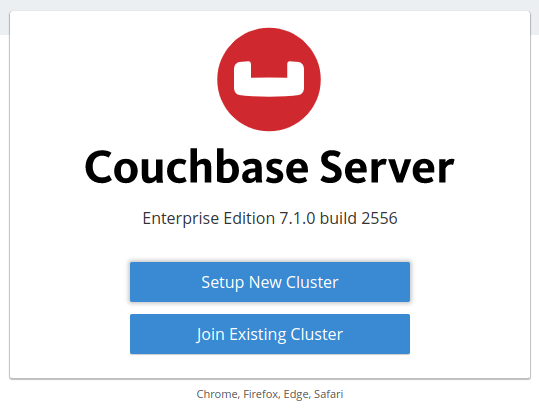 Couchbase Server
Enterprise Edition 7.1.0 build 2556
Setup New Cluster
Join Existing Cluster
Chrome, Firefox, Edge, Safari